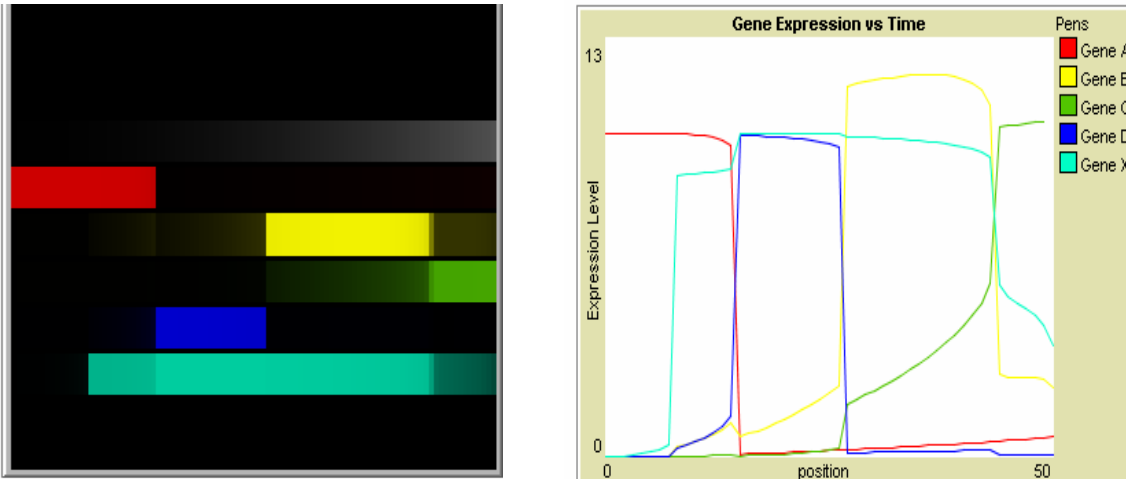 Gene Expression vs Time
Pens
13
Gene A
Gene B
Gene C
Gene D
Gene X
Expression Level
0
0
position
50